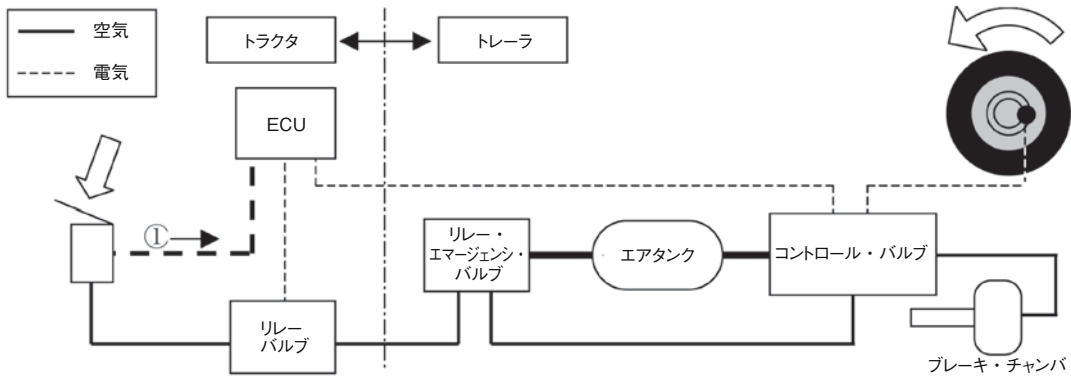 空気
電気
トラクタ
トレーラ
ECU
①
リレー・
エマージェンシ・
バルブ
エアタンク
コントロール・バルブ
リレー
バルブ
ブレーキ・チャンバ